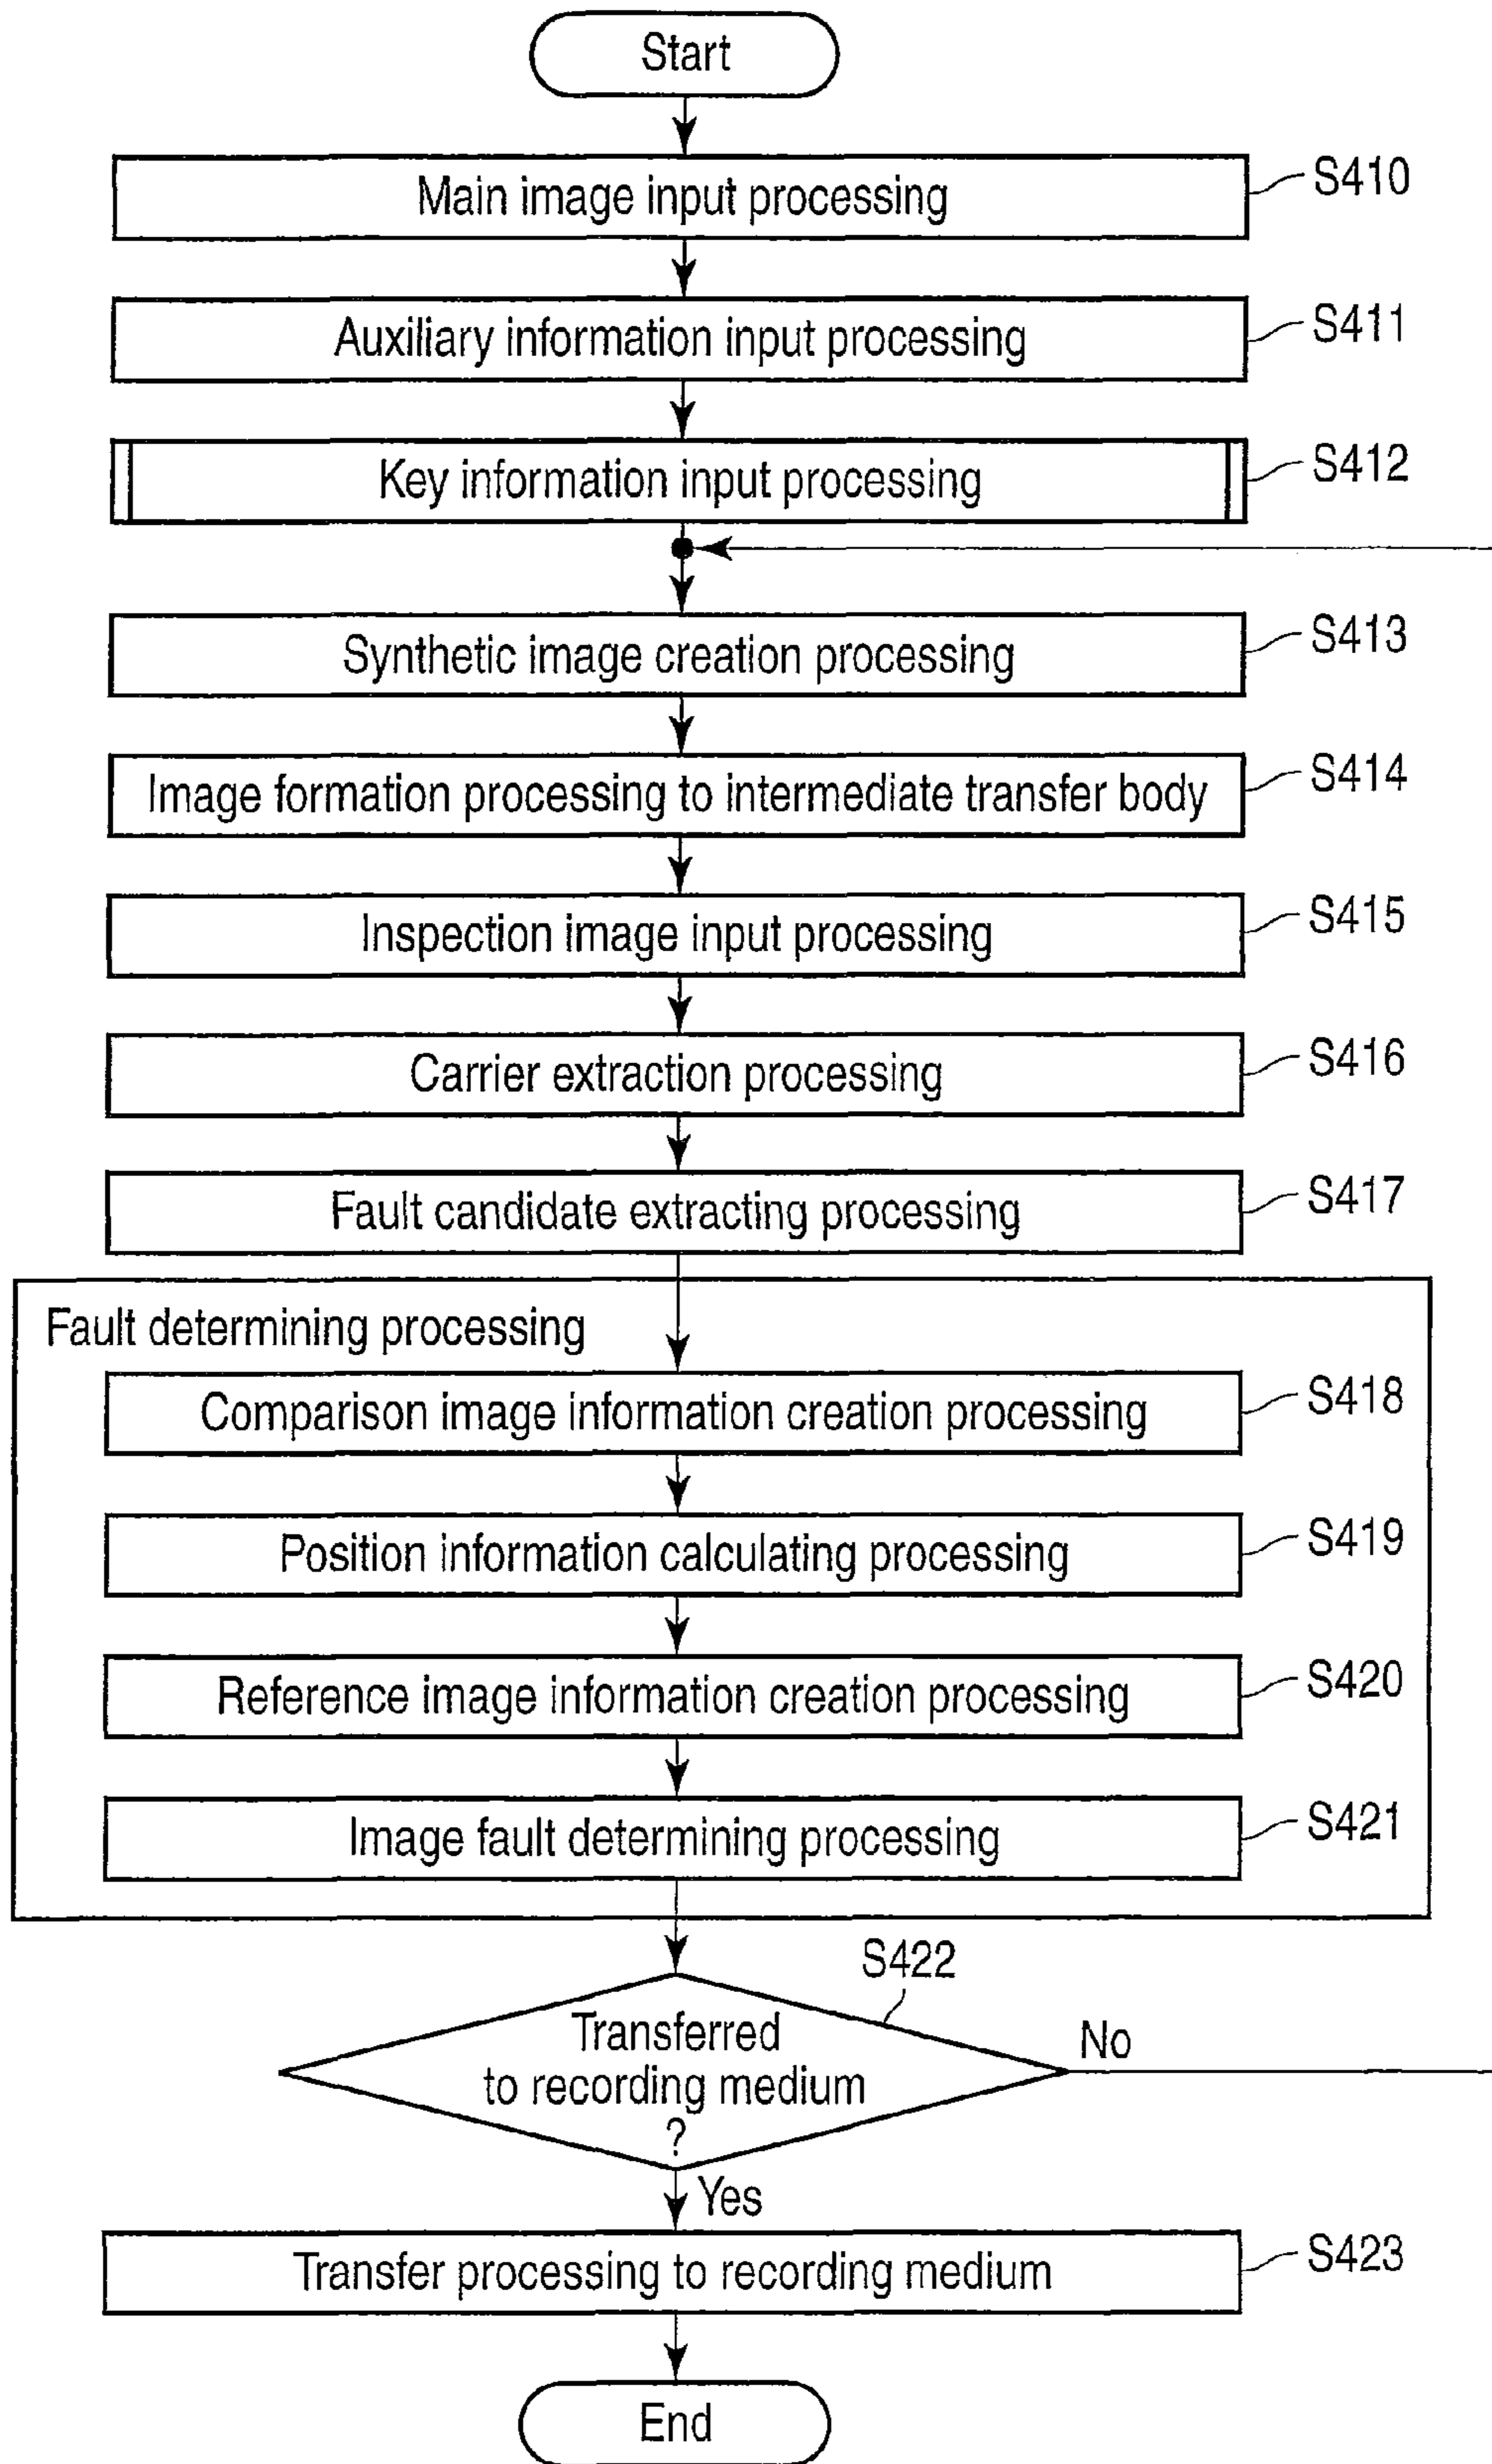 Start
Main image input processing
S410
Auxiliary information input processing
S411
Key information input processing
S412
Synthetic image creation processing
S413
Image formation processing to intermediate transfer body
S414
Inspection image input processing
S415
Carrier extraction processing
S416
Fault candidate extracting processing
S417
Fault determining processing
Comparison image information creation processing
S418
Position information calculating processing
S419
Reference image information creation processing
S420
Image fault determining processing
S421
S422
Transferred
to recording medium
?
No
Yes
Transfer processing to recording medium
S423
End